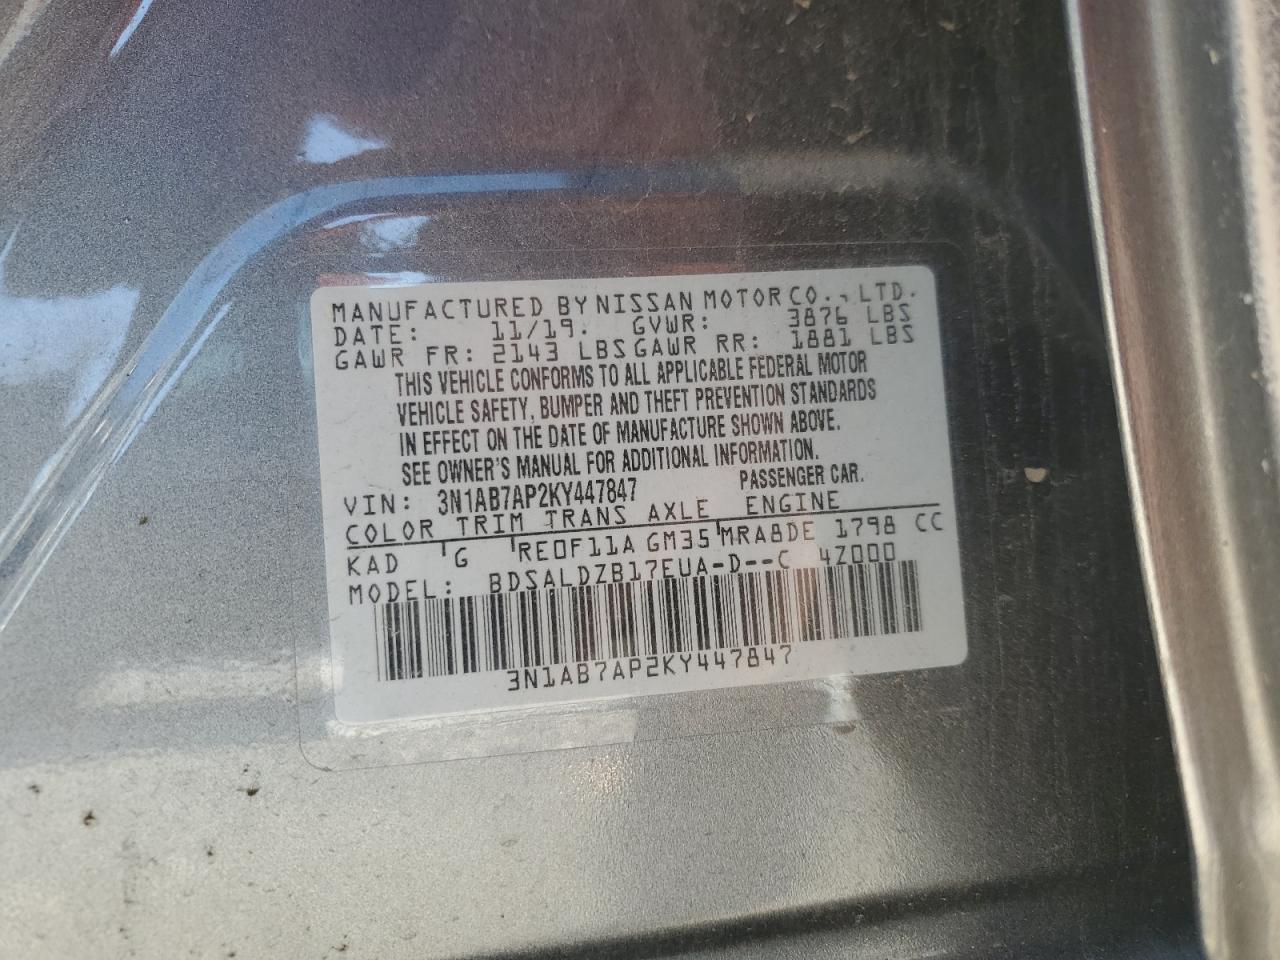 MANUFACTURED BY NISSAN MOTOR CO., LTD.
DATE: 11/19. GVWR: 3876 LBS
GAWR FR: 2143 LBS GAWR RR: 1881 LBS
THIS VEHICLE CONFORMS TO ALL APPLICABLE FEDERAL MOTOR
VEHICLE SAFETY, BUMPER AND THEFT PREVENTION STANDARDS
IN EFFECT ON THE DATE OF MANUFACTURE SHOWN ABOVE.
SEE OWNER'S MANUAL FOR ADDITIONAL INFORMATION.
VIN: 3N1AB7AP2KY447847 PASSENGER CAR.
COLOR TRIM TRANS AXLE ENGINE
KAD G RE0F11A GM35 MRA8DE 1798 CC
MODEL: BDSALDZB17EUA-D--C 4Z000
3N1AB7AP2KY447847